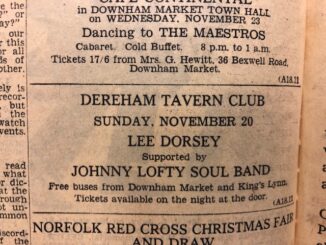 CAFE CONTINENTAL
in DOWNHAM MARKET TOWN HALL
on WEDNESDAY, NOVEMBER 23
Dancing to THE MAESTROS
Cabaret. Cold Buffet. 8 p.m. to 1 a.m.
Tickets 17/6 from Mrs. G. Hewitt, 36 Bexwell Road,
Downham Market.
(A18.11
DEREHAM TAVERN CLUB
SUNDAY, NOVEMBER 20
LEE DORSEY
Supported by
JOHNNY LOFTY SOUL BAND
Free buses from Downham Market and King's Lynn.
Tickets available on the night at the door.
NORFOLK RED CROSS CHRISTMAS FAIR
AND DRAW